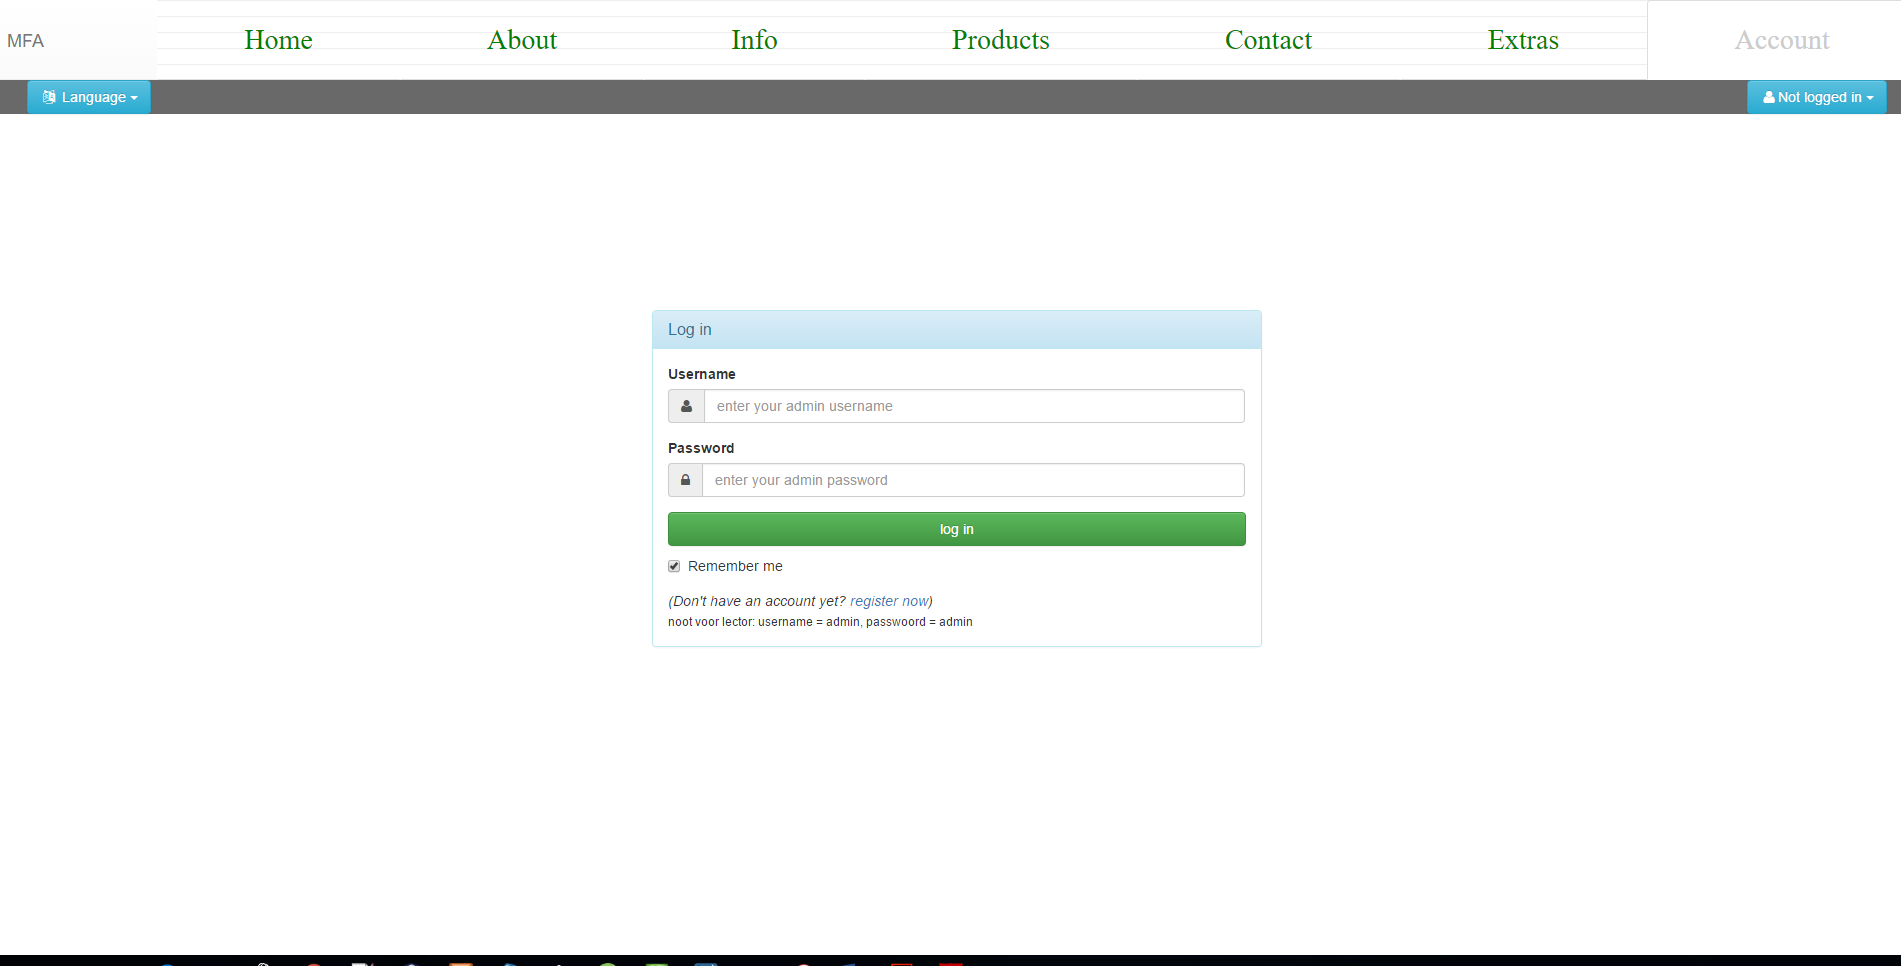 MFA Home About Info Products Contact Extras Account
Language Not logged in
Log in
Username
enter your admin username
Password
enter your admin password
log in
Remember me
(Don't have an account yet? register now)
noot voor lector: username = admin, passwoord = admin